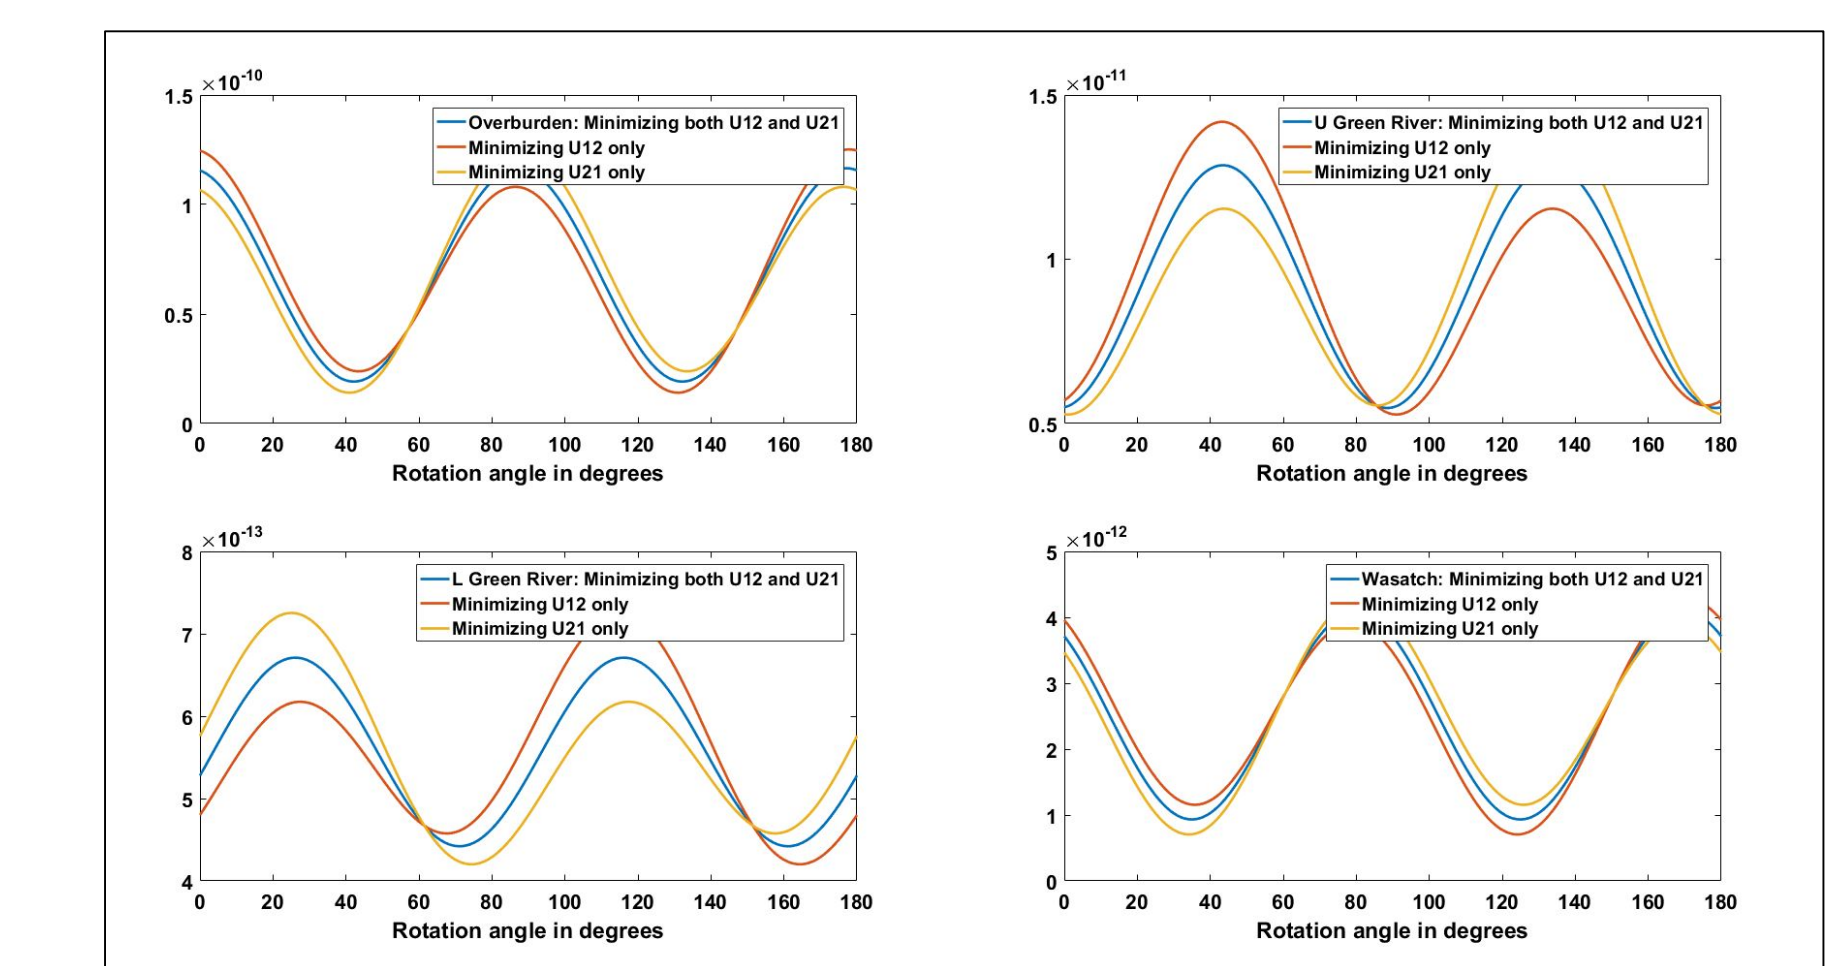 ×10-10
1.5
1
0.5
0
Overburden: Minimizing both U12 and U21
Minimizing U12 only
Minimizing U21 only
0 20 40 60 80 100 120 140 160 180
Rotation angle in degrees
×10-11
1.5
1
0.5
U Green River: Minimizing both U12 and U21
Minimizing U12 only
Minimizing U21 only
0 20 40 60 80 100 120 140 160 180
Rotation angle in degrees
×10-13
8
7
6
5
4
L Green River: Minimizing both U12 and U21
Minimizing U12 only
Minimizing U21 only
0 20 40 60 80 100 120 140 160 180
Rotation angle in degrees
×10-12
5
4
3
2
1
0
Wasatch: Minimizing both U12 and U21
Minimizing U12 only
Minimizing U21 only
0 20 40 60 80 100 120 140 160 180
Rotation angle in degrees